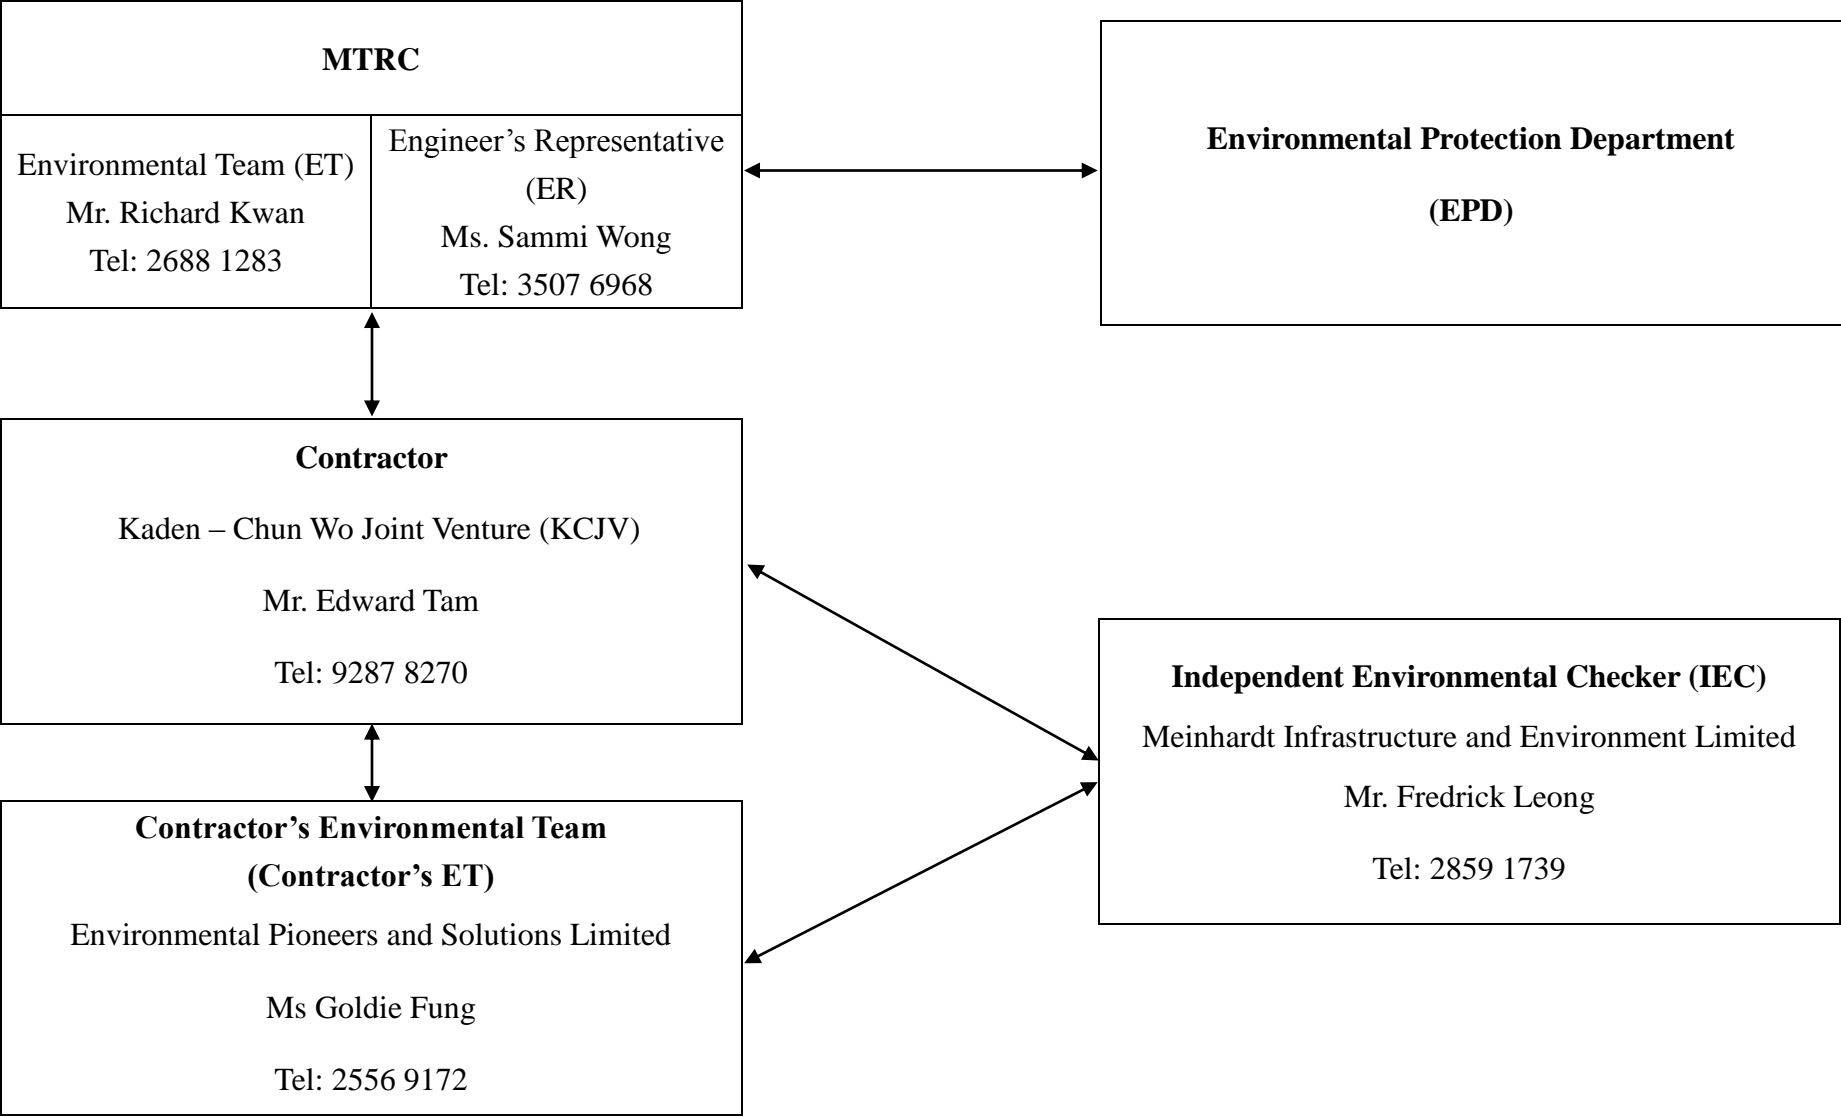 MTRC
Environmental Team (ET)
Mr. Richard Kwan
Tel: 2688 1283
Engineer’s Representative
(ER)
Ms. Sammi Wong
Tel: 3507 6968
Environmental Protection Department
(EPD)
Contractor
Kaden – Chun Wo Joint Venture (KCJV)
Mr. Edward Tam
Tel: 9287 8270
Independent Environmental Checker (IEC)
Meinhardt Infrastructure and Environment Limited
Mr. Fredrick Leong
Tel: 2859 1739
Contractor’s Environmental Team
(Contractor’s ET)
Environmental Pioneers and Solutions Limited
Ms Goldie Fung
Tel: 2556 9172